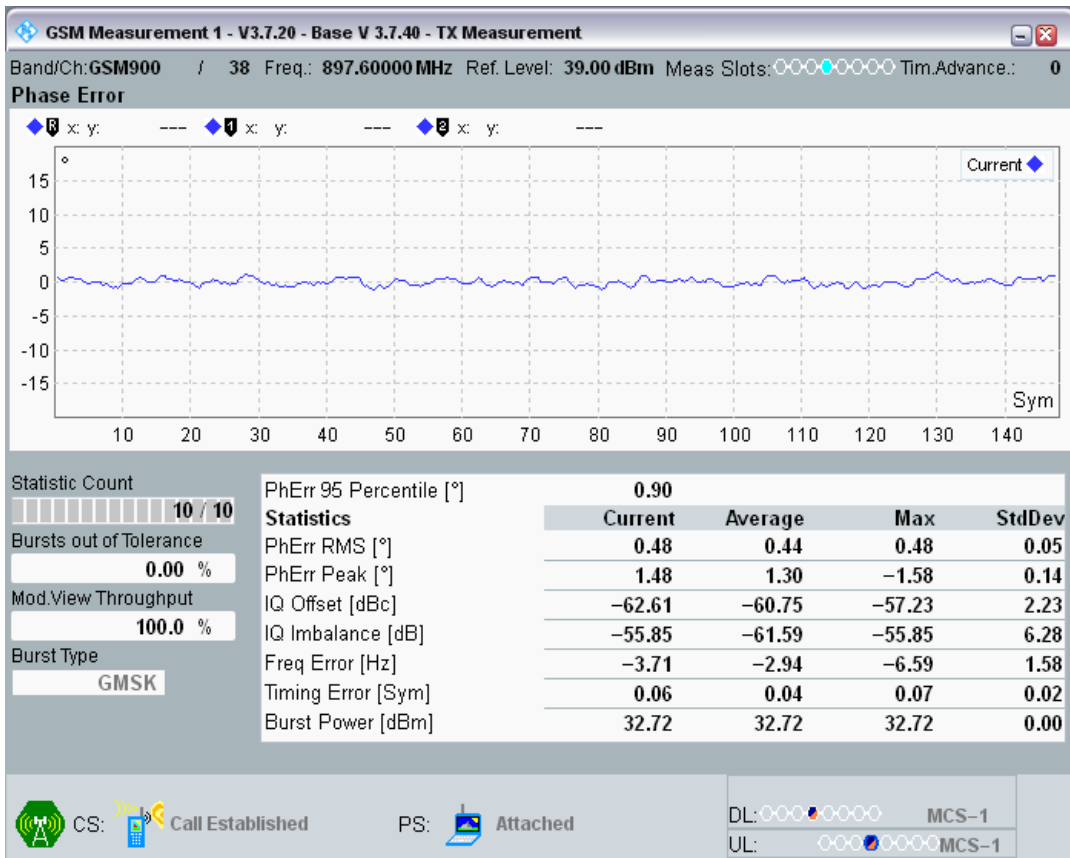 GSM Measurement 1 - V3.7.20 - Base V 3.7.40 - TX Measurement
Band/Ch:GSM900 / 38 Freq.: 897.60000 MHz Ref. Level: 39.00 dBm Meas Slots: Tim.Advance.: 0
Phase Error
R x: y: --- 1 x: y: --- 2 x: y: ---
° Current
15
10
5
0
-5
-10
-15
Sym
10 20 30 40 50 60 70 80 90 100 110 120 130 140
Statistic Count
10 / 10
Bursts out of Tolerance
0.00 %
Mod.View Throughput
100.0 %
Burst Type
GMSK
PhErr 95 Percentile [°] 0.90
Statistics Current Average Max StdDev
PhErr RMS [°] 0.48 0.44 0.48 0.05
PhErr Peak [°] 1.48 1.30 −1.58 0.14
IQ Offset [dBc] −62.61 −60.75 −57.23 2.23
IQ Imbalance [dB] −55.85 −61.59 −55.85 6.28
Freq Error [Hz] −3.71 −2.94 −6.59 1.58
Timing Error [Sym] 0.06 0.04 0.07 0.02
Burst Power [dBm] 32.72 32.72 32.72 0.00
CS: Call Established PS: Attached
DL: MCS−1
UL: MCS−1